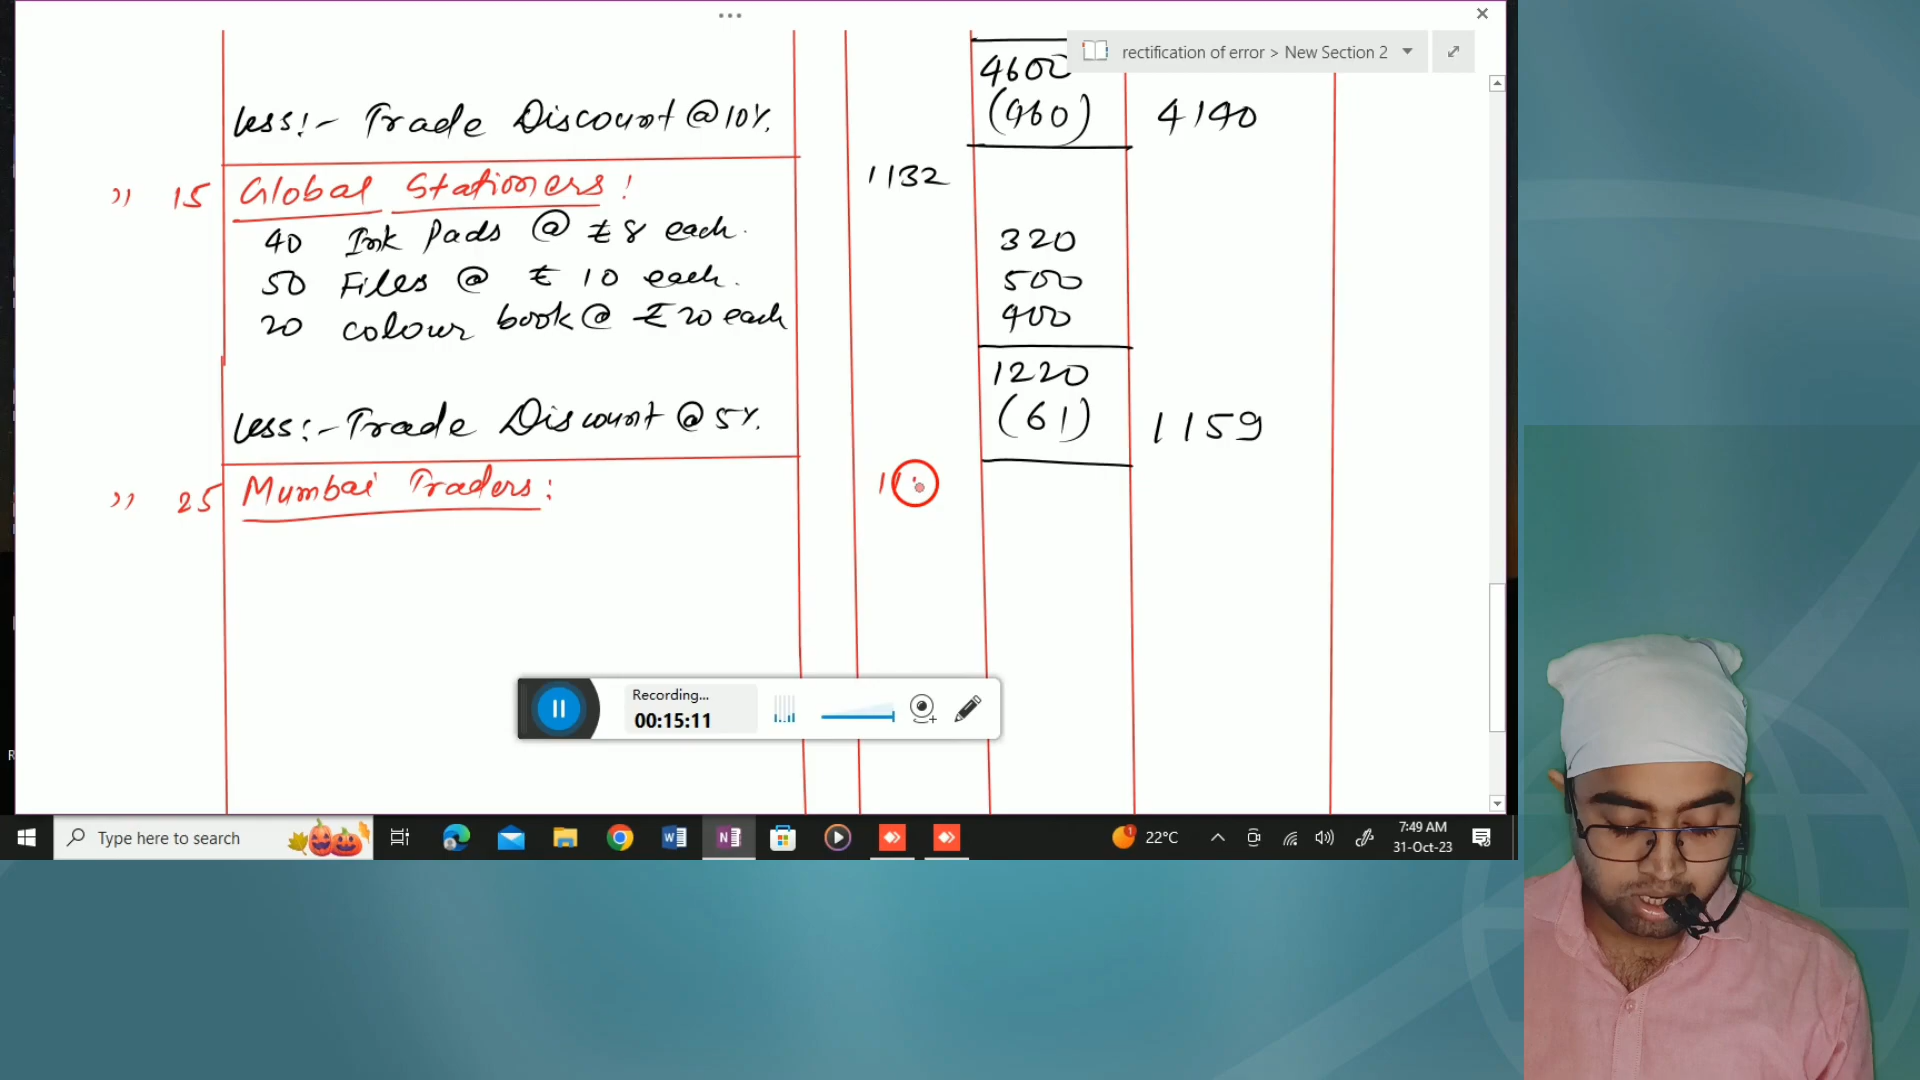 rectification of error > New Section 2
4600
Less:- Trade Discount @ 10%. (460) 4140
" 15 Global Stationers: 1132
40 Ink Pads @ ₹ 8 each. 320
50 Files @ ₹ 10 each. 500
20 colour book @ ₹ 20 each 400
1220
Less:- Trade Discount @ 5%. (61) 1159
" 25 Mumbai Traders: 11
Recording...
00:15:11
Type here to search
22°C
7:49 AM
31-Oct-23